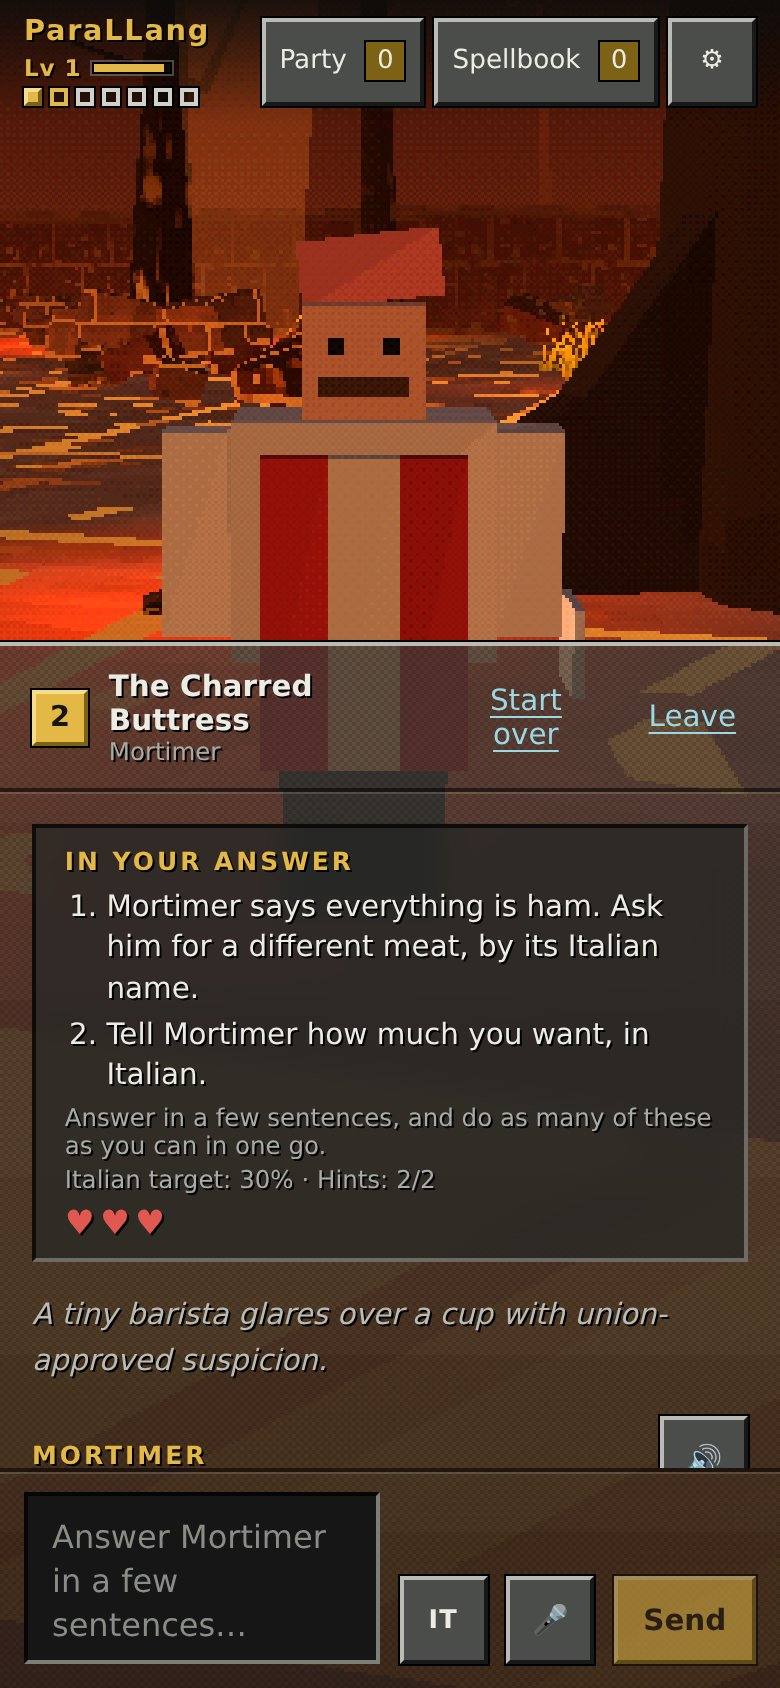 ParaLLang
Lv 1
Party 0
Spellbook 0
2
The Charred
Buttress
Mortimer
Start
over
Leave
IN YOUR ANSWER
1. Mortimer says everything is ham. Ask
him for a different meat, by its Italian
name.
2. Tell Mortimer how much you want, in
Italian.
Answer in a few sentences, and do as many of these
as you can in one go.
Italian target: 30% · Hints: 2/2
A tiny barista glares over a cup with union-
approved suspicion.
MORTIMER
Answer Mortimer
in a few
sentences...
IT
Send